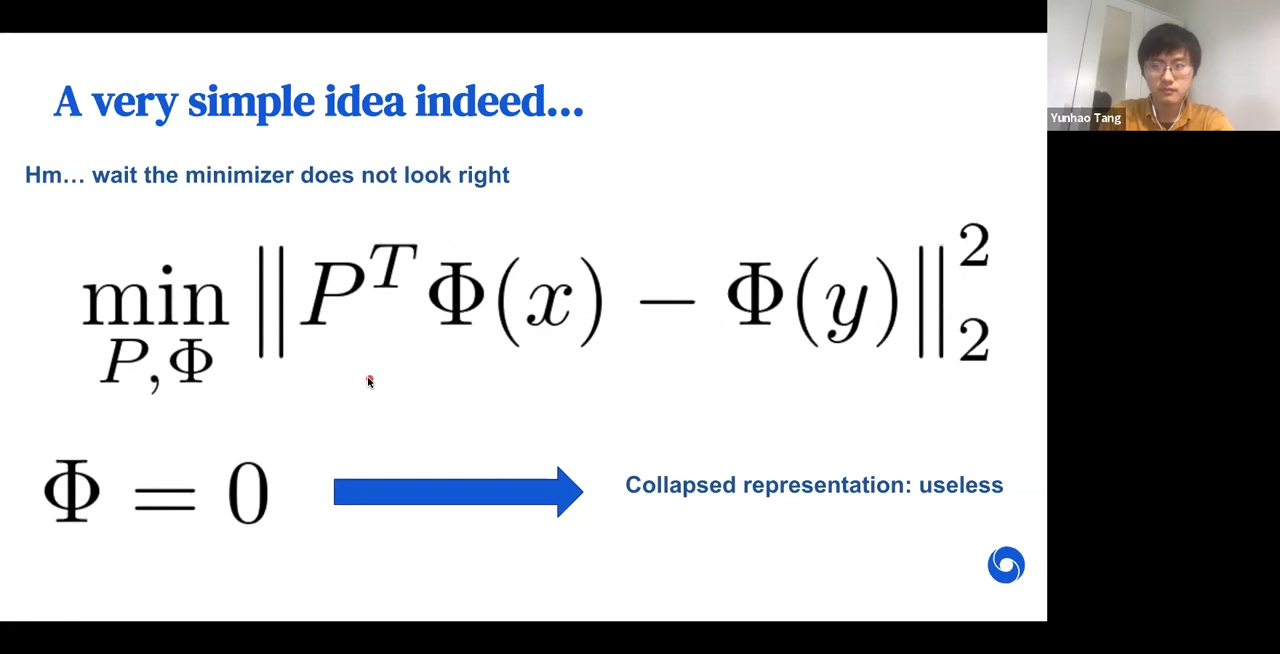 A very simple idea indeed...
Yunhao Tang
Hm... wait the minimizer does not look right
min_{P,Φ} ‖P^T Φ(x) − Φ(y)‖_2^2
Φ = 0
Collapsed representation: useless